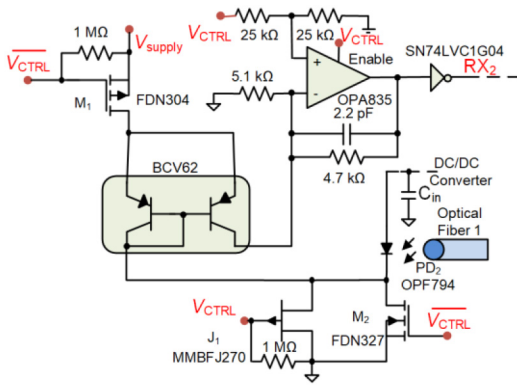 V_CTRL
25 kΩ
25 kΩ
V_CTRL
1 MΩ
V_supply
V_CTRL
M₁
FDN304
5.1 kΩ
+
-
Enable
OPA835
2.2 pF
4.7 kΩ
SN74LVC1G04
RX₂
BCV62
DC/DC
Converter
C_in
Optical
Fiber 1
PD₂
OPF794
V_CTRL
J₁
MMBFJ270
1 MΩ
M₂
FDN327
V_CTRL